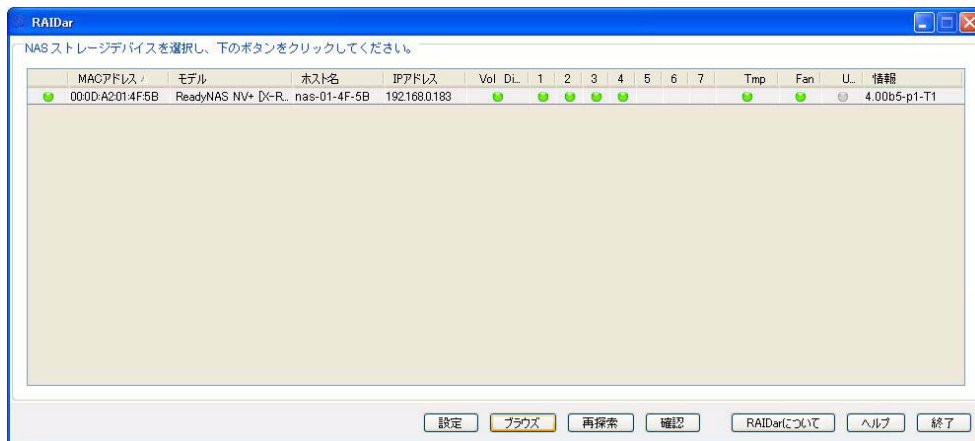 RAIDar
NASストレージデバイスを選択し、下のボタンをクリックしてください。
MACアドレス モデル ホスト名 IPアドレス Vol Di... 1 2 3 4 5 6 7 Tmp Fan U... 情報
00:0D:A2:01:4F:5B ReadyNAS NV+ [X-R... nas-01-4F-5B 192.168.0.183 4.00b5-p1-T1
設定 ブラウズ 再探索 確認 RAIDarについて ヘルプ 終了